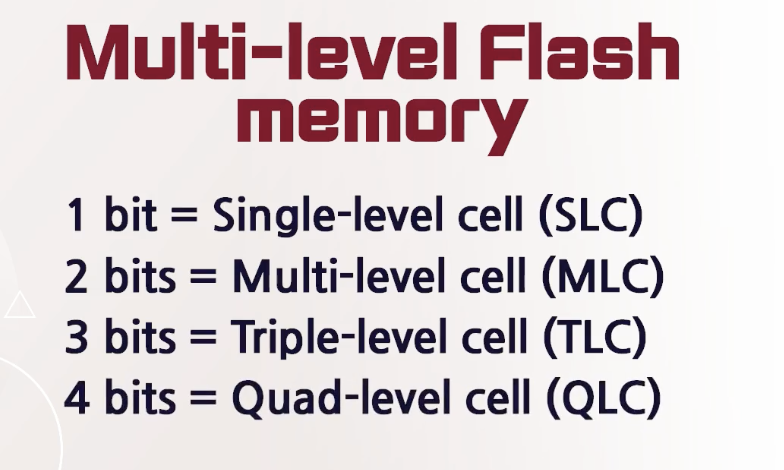 Multi-level Flash
memory
1 bit = Single-level cell (SLC)
2 bits = Multi-level cell (MLC)
3 bits = Triple-level cell (TLC)
4 bits = Quad-level cell (QLC)